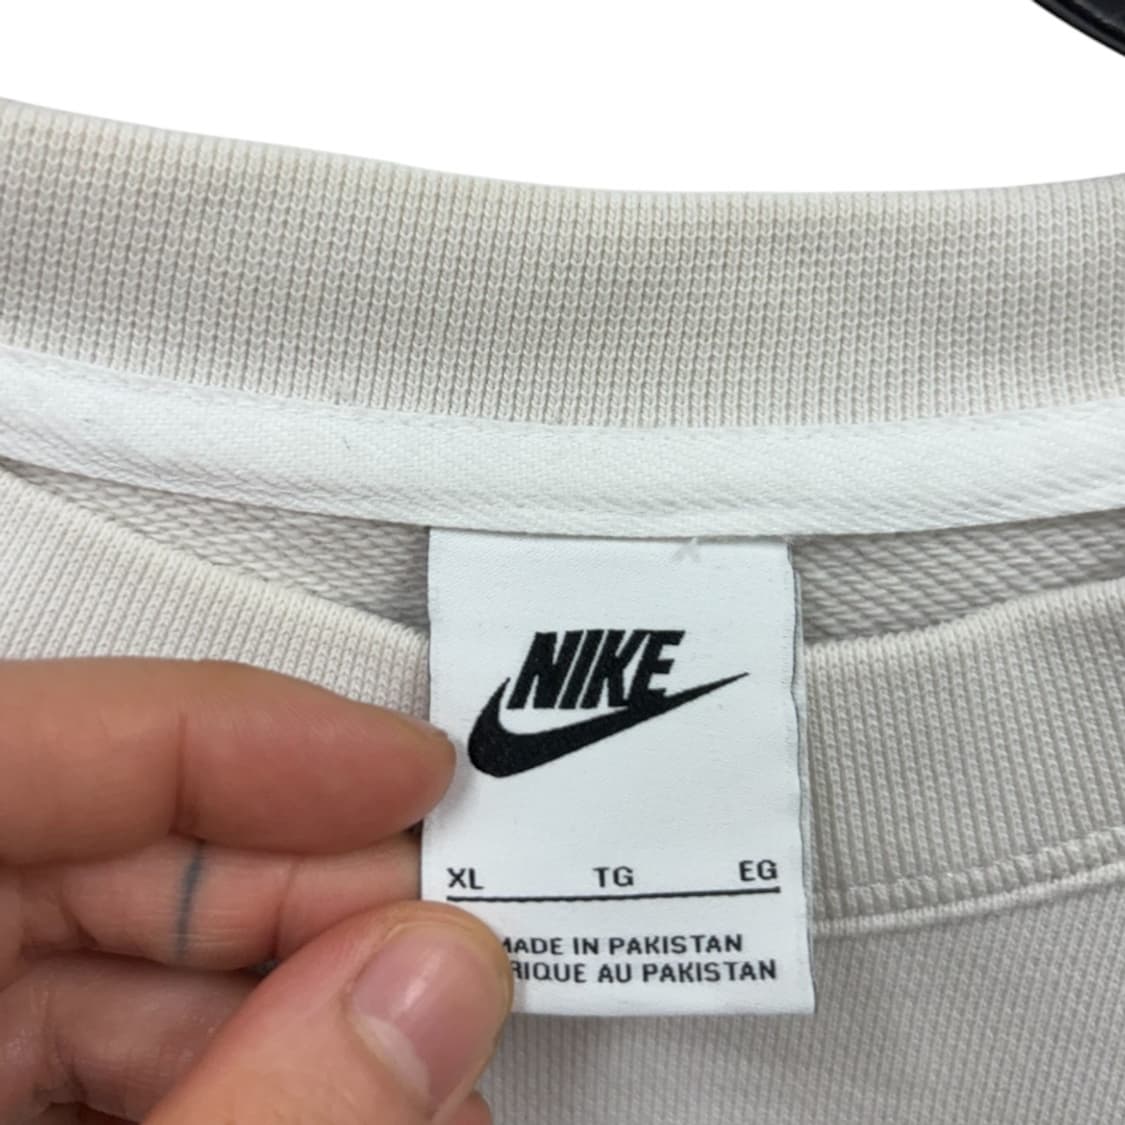 NIKE
XL TG EG
MADE IN PAKISTAN
RIQUE AU PAKISTAN